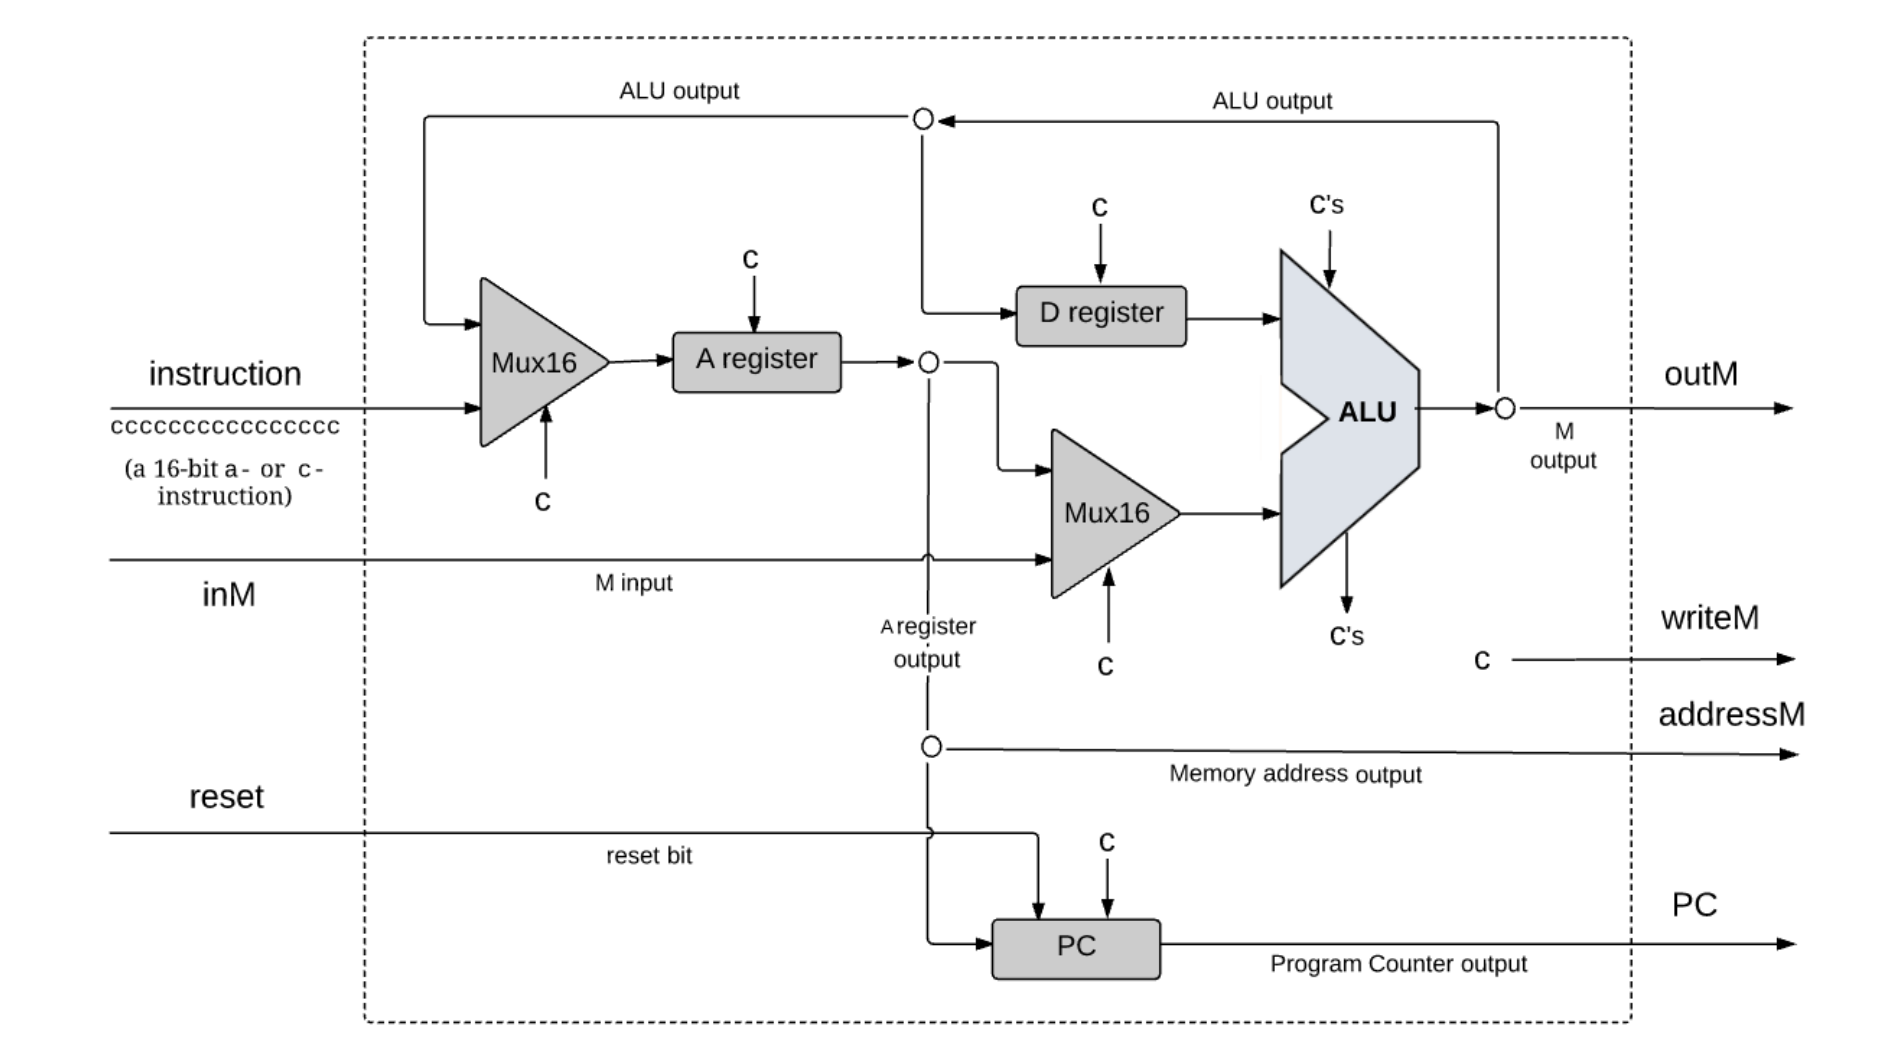 ALU output
ALU output
c
c's
c
D register
Mux16
A register
instruction
outM
cccccccccccccccc
ALU
M
output
(a 16-bit a- or c-
instruction)
c
Mux16
M input
inM
A register
output
c
c's
writeM
c
addressM
Memory address output
reset
reset bit
c
PC
PC
Program Counter output